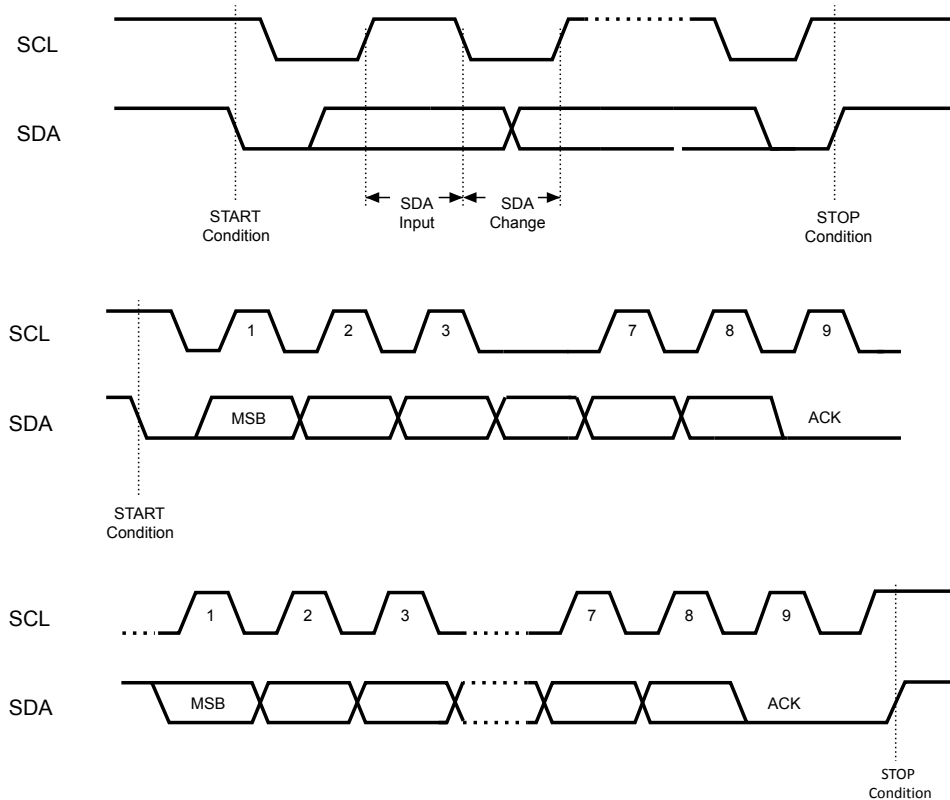 SCL
SDA
SDA
Input
SDA
Change
START
Condition
STOP
Condition
SCL
1 2 3 7 8 9
SDA
MSB
ACK
START
Condition
SCL
1 2 3 7 8 9
SDA
MSB
ACK
STOP
Condition